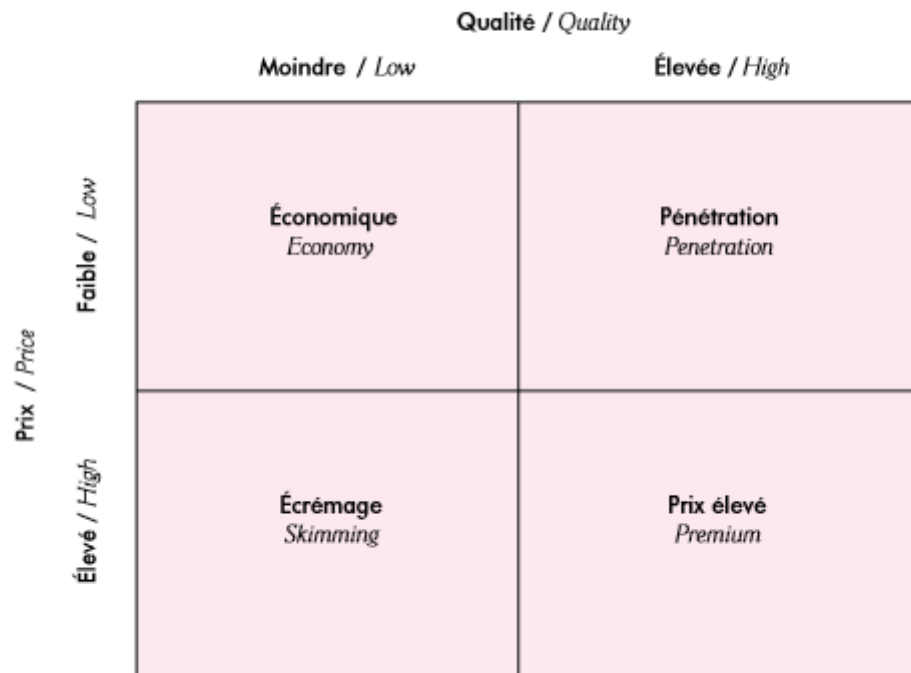 Qualité / Quality
Moindre / Low
Élevée / High
Prix / Price
Faible / Low
Économique
Economy
Pénétration
Penetration
Élevé / High
Écrémage
Skimming
Prix élevé
Premium